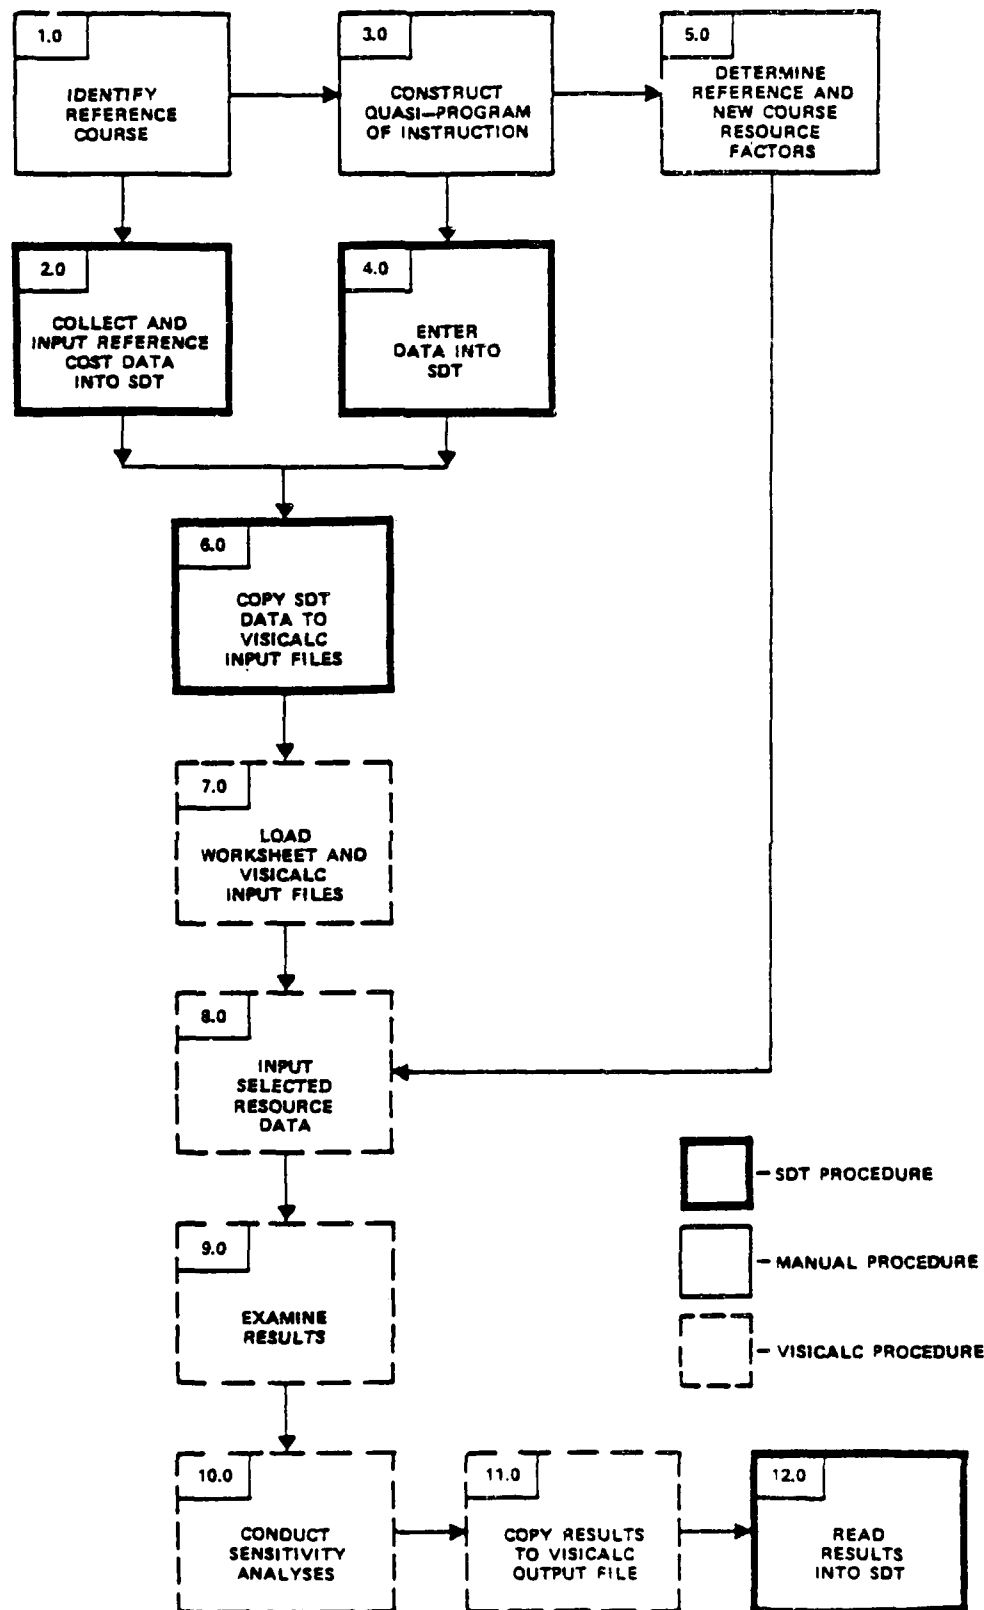 1.0
IDENTIFY
REFERENCE
COURSE
3.0
CONSTRUCT
QUASI-PROGRAM
OF INSTRUCTION
5.0
DETERMINE
REFERENCE AND
NEW COURSE
RESOURCE
FACTORS
2.0
COLLECT AND
INPUT REFERENCE
COST DATA
INTO SDT
4.0
ENTER
DATA INTO
SDT
6.0
COPY SDT
DATA TO
VISICALC
INPUT FILES
7.0
LOAD
WORKSHEET AND
VISICALC
INPUT FILES
8.0
INPUT
SELECTED
RESOURCE
DATA
- SDT PROCEDURE
- MANUAL PROCEDURE
- VISICALC PROCEDURE
9.0
EXAMINE
RESULTS
10.0
CONDUCT
SENSITIVITY
ANALYSES
11.0
COPY RESULTS
TO VISICALC
OUTPUT FILE
12.0
READ
RESULTS
INTO SDT